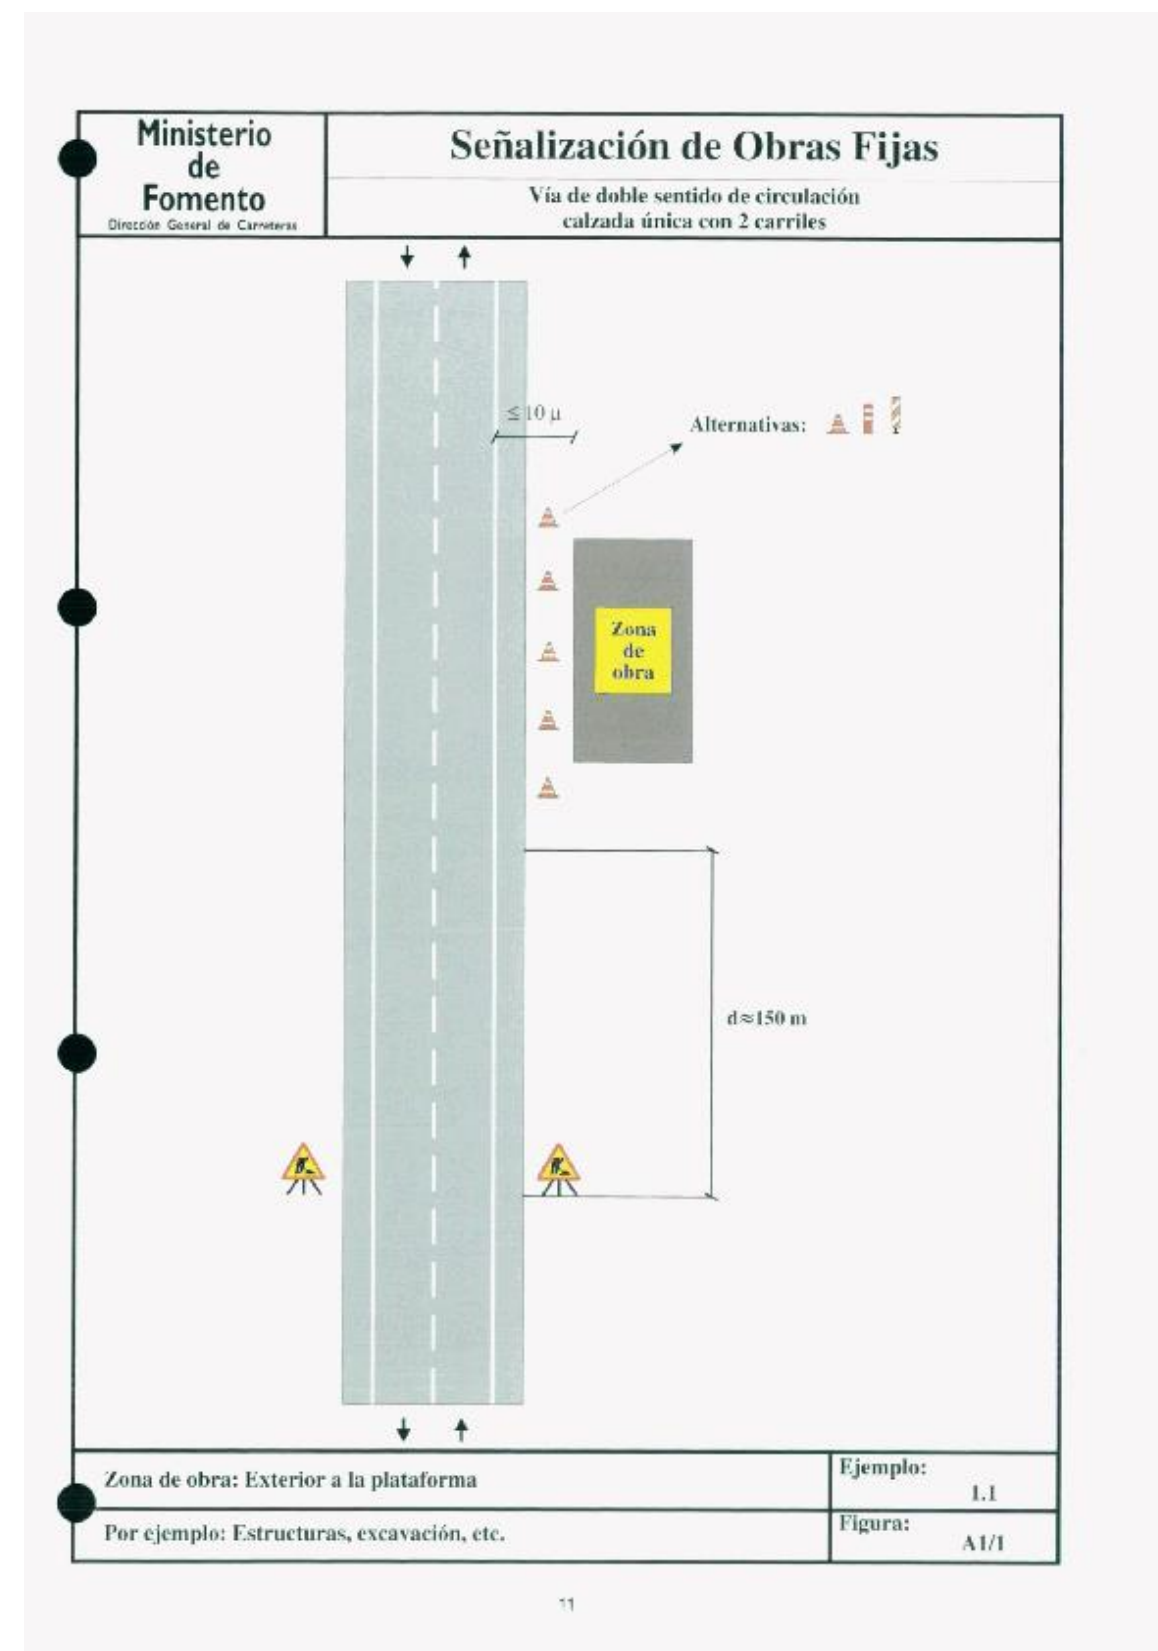 Ministerio
de
Fomento
Dirección General de Carreteras
Señalización de Obras Fijas
Vía de doble sentido de circulación
calzada única con 2 carriles
≤ 10 µ
Alternativas:
Zona
de
obra
d≈150 m
Zona de obra: Exterior a la plataforma
Ejemplo:
1.1
Por ejemplo: Estructuras, excavación, etc.
Figura:
A1/1
11